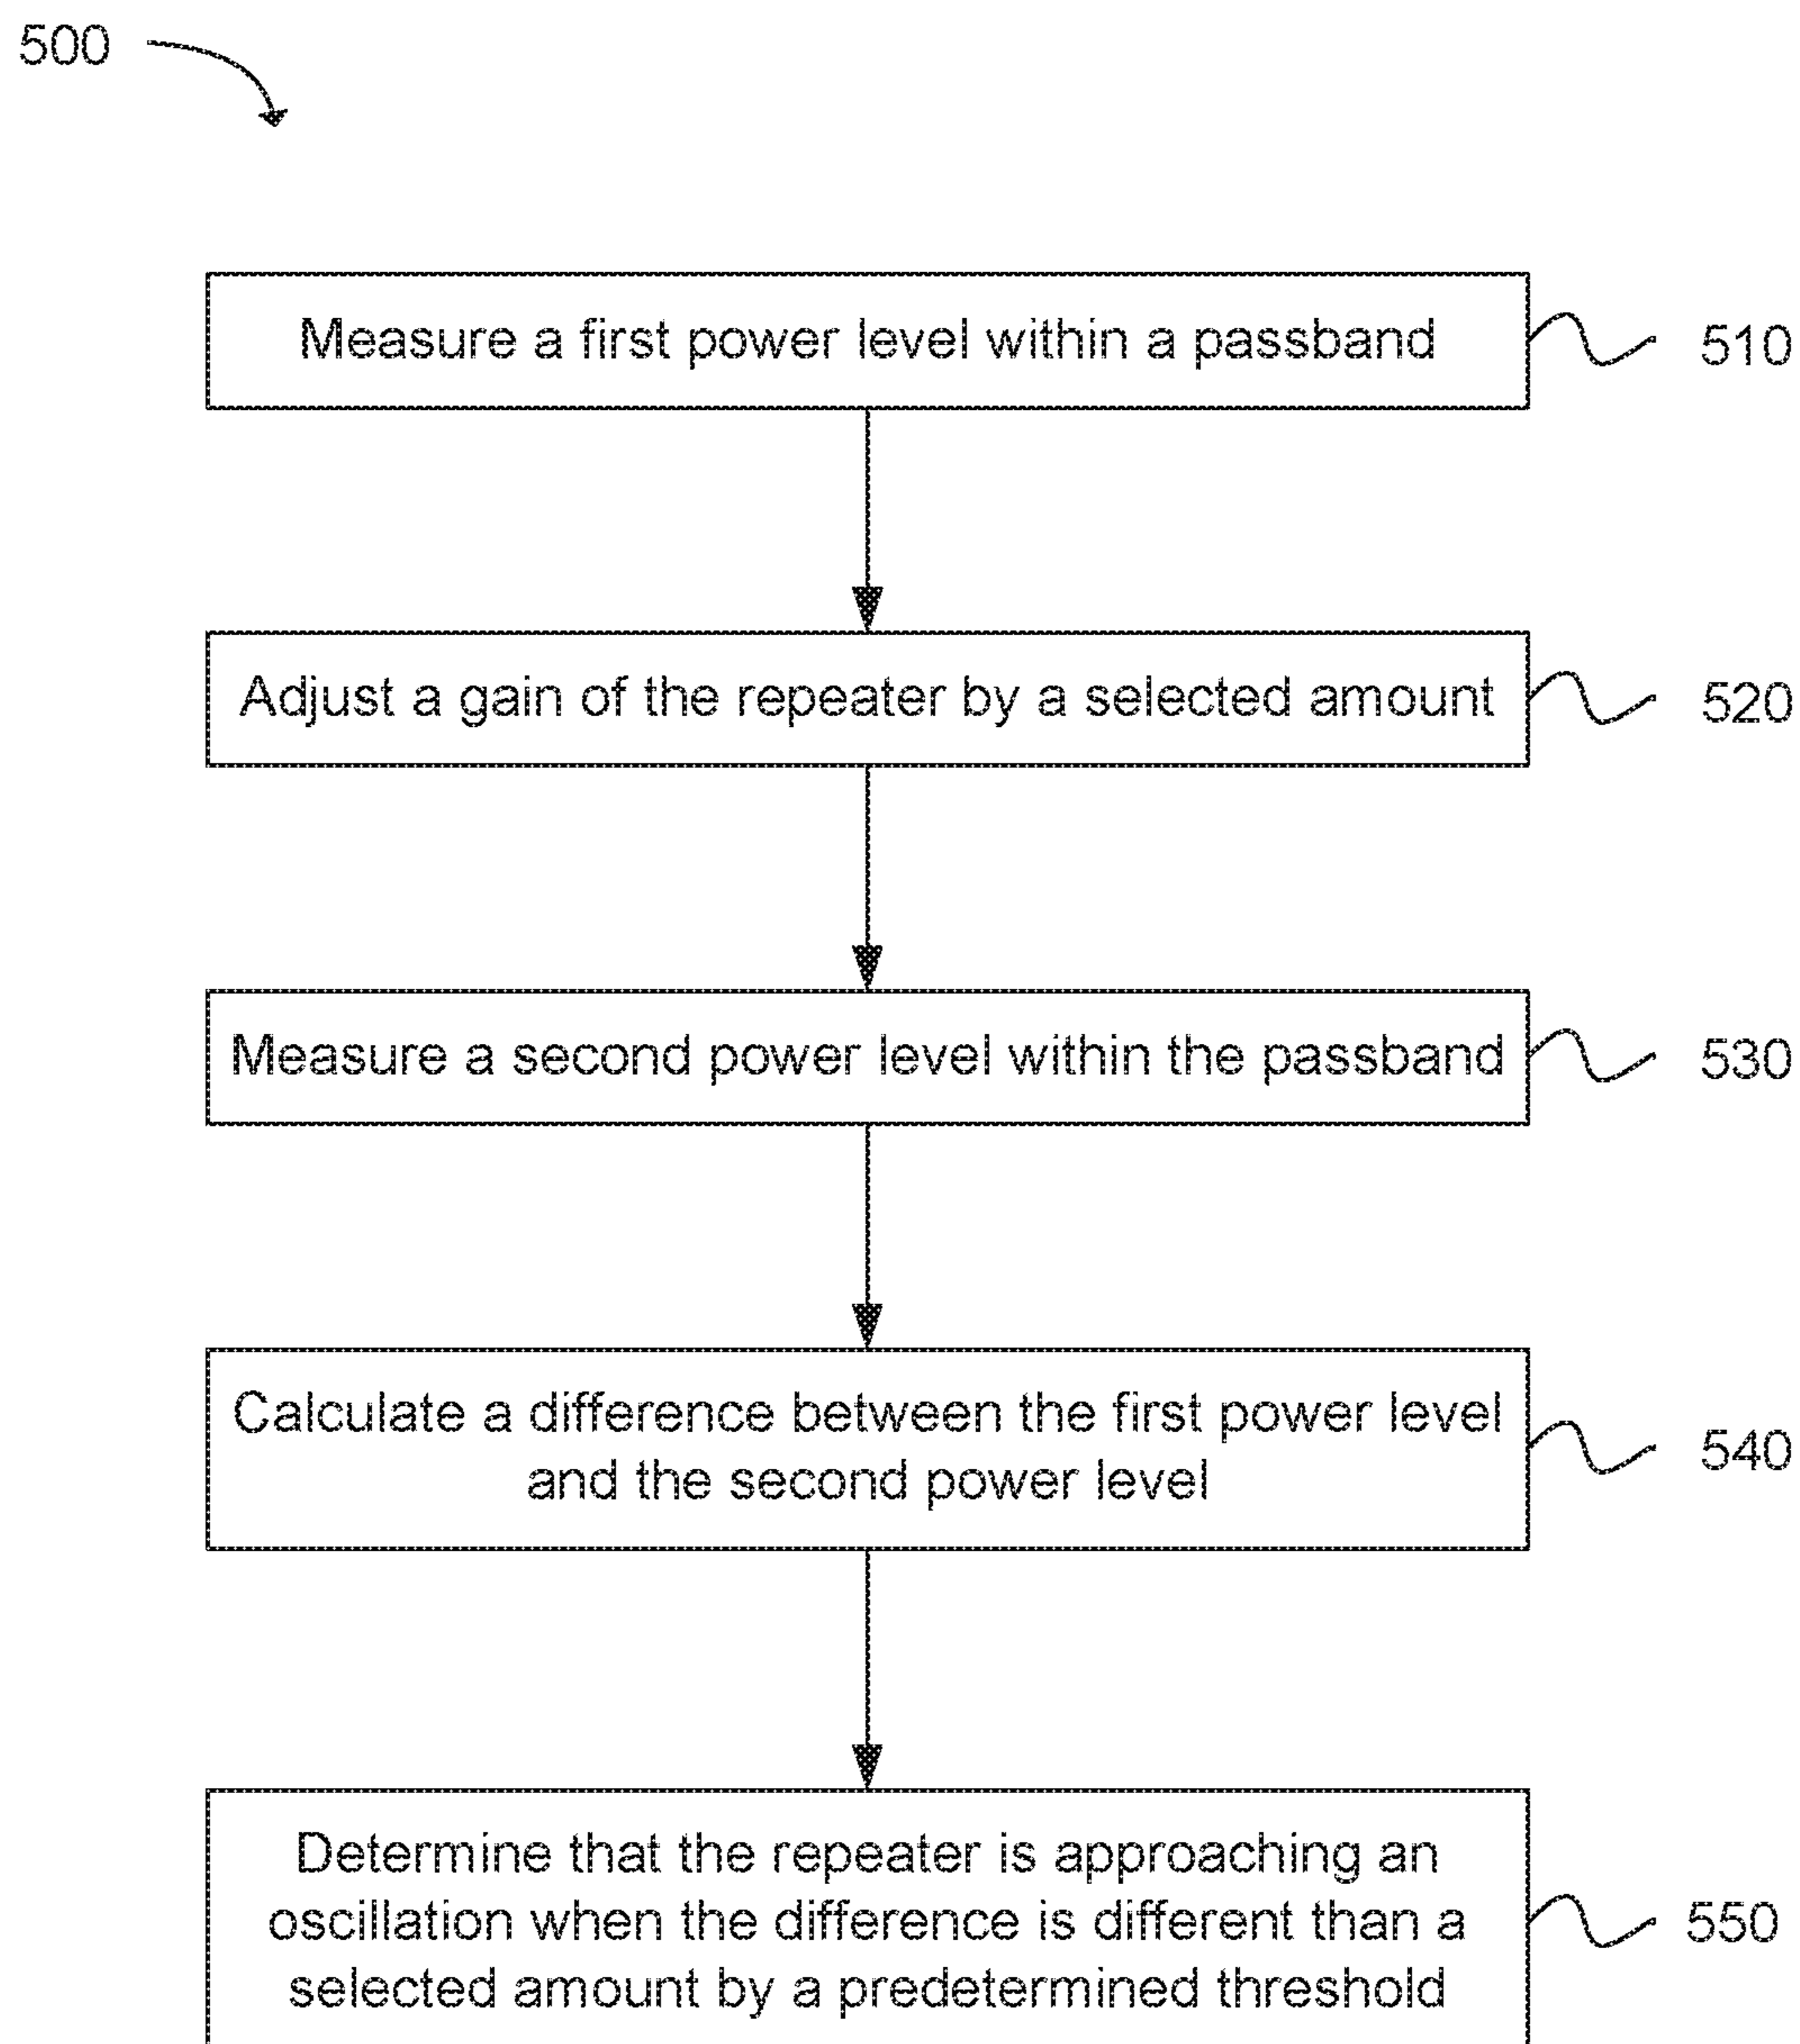 500
Measure a first power level within a passband
510
Adjust a gain of the repeater by a selected amount
520
Measure a second power level within the passband
530
Calculate a difference between the first power level
and the second power level
540
Determine that the repeater is approaching an
oscillation when the difference is different than a
selected amount by a predetermined threshold
550